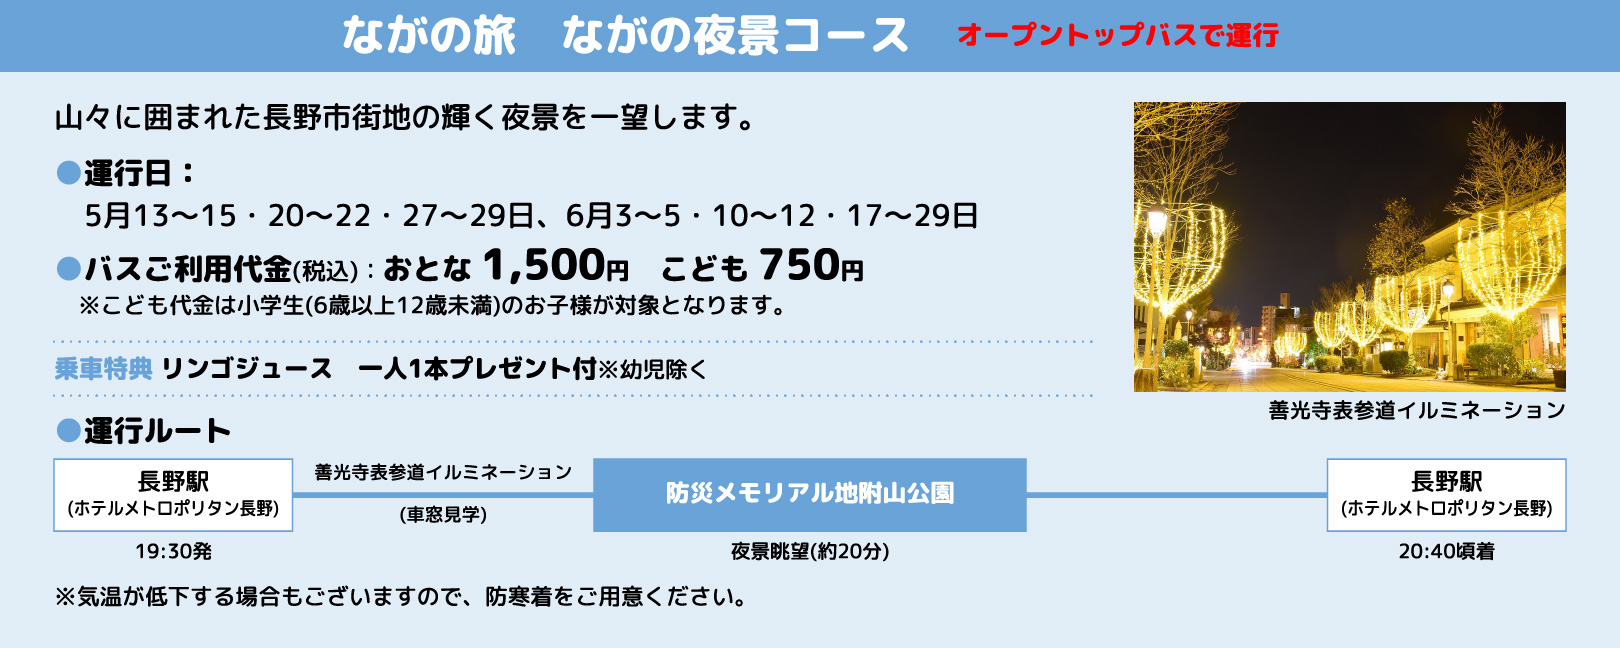 ながの旅　ながの夜景コース　オープントップバスで運行
山々に囲まれた長野市街地の輝く夜景を一望します。
●運行日：
5月13〜15・20〜22・27〜29日、6月3〜5・10〜12・17〜29日
●バスご利用代金(税込)：おとな 1,500円　こども 750円
※こども代金は小学生(6歳以上12歳未満)のお子様が対象となります。
乗車特典 リンゴジュース　一人1本プレゼント付※幼児除く
善光寺表参道イルミネーション
●運行ルート
長野駅
(ホテルメトロポリタン長野)
19:30発
善光寺表参道イルミネーション
(車窓見学)
防災メモリアル地附山公園
夜景眺望(約20分)
長野駅
(ホテルメトロポリタン長野)
20:40頃着
※気温が低下する場合もございますので、防寒着をご用意ください。